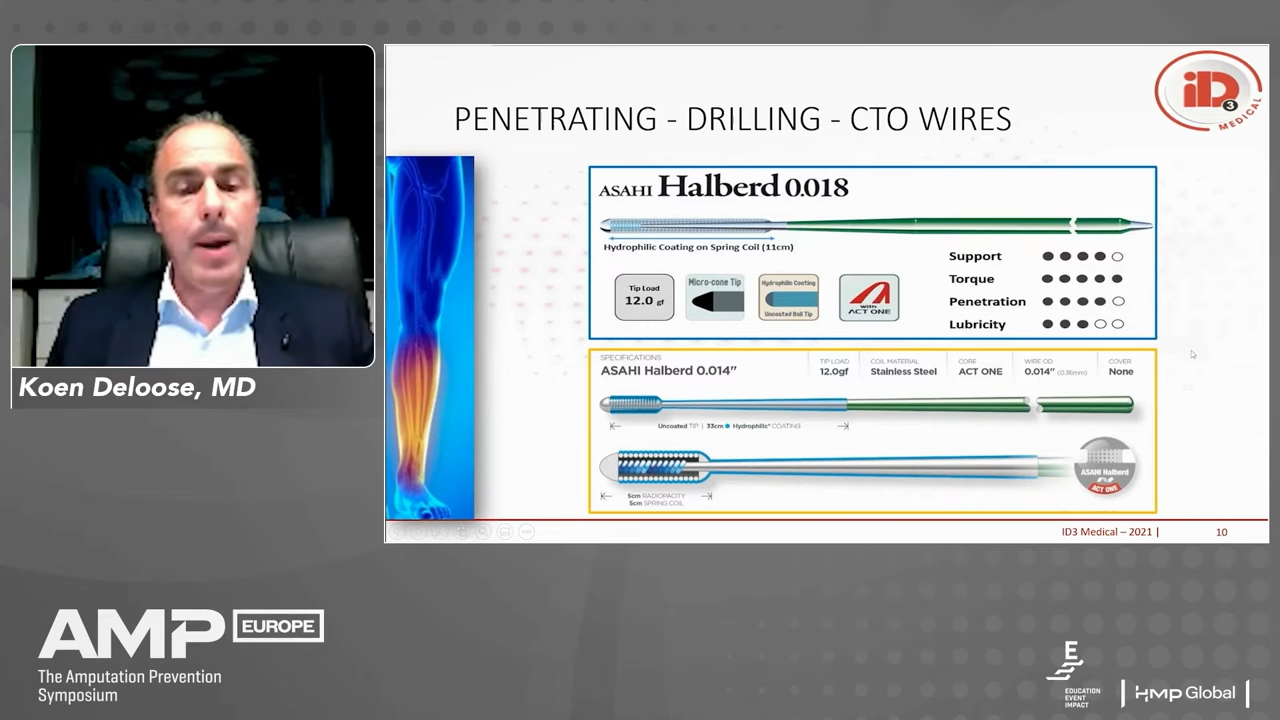 PENETRATING - DRILLING - CTO WIRES
iD3
MEDICAL
ASAHI Halberd 0.018
Hydrophilic Coating on Spring Coil (11cm)
Tip Load
12.0 gf
Micro-cone Tip
Hydrophilic Coating
Uncoated Ball Tip
WITH
ACT ONE
Support
Torque
Penetration
Lubricity
SPECIFICATIONS
ASAHI Halberd 0.014"
TIP LOAD
12.0gf
COIL MATERIAL
Stainless Steel
CORE
ACT ONE
WIRE OD
0.014" (0.36mm)
COVER
None
Uncoated TIP | 33cm Hydrophilic* COATING
5cm RADIOPACITY
5cm SPRING COIL
ASAHI Halberd
ACT ONE
ID3 Medical – 2021 |
10
Koen Deloose, MD
AMP EUROPE
The Amputation Prevention
Symposium
E
EDUCATION
EVENT
IMPACT
HMP Global